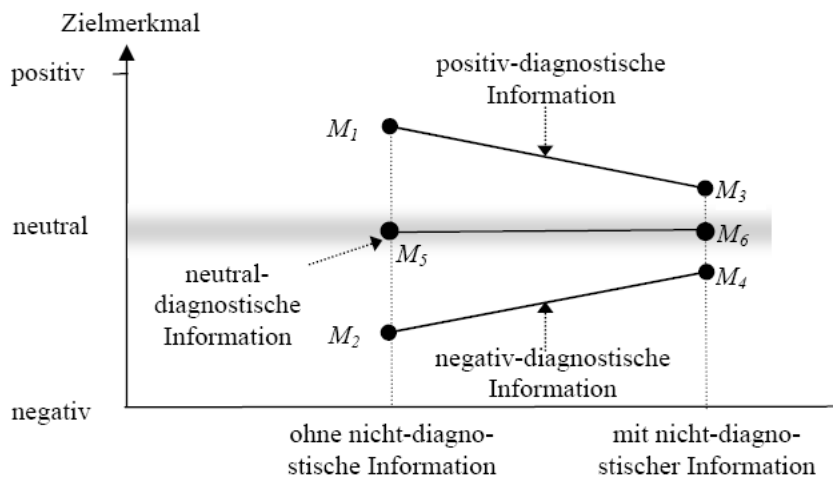 Zielmerkmal
positiv
positiv-diagnostische
Information
M1
M3
neutral
M5
M6
neutral-
diagnostische
Information
M4
M2
negativ-diagnostische
Information
negativ
ohne nicht-diagno-
stische Information
mit nicht-diagno-
stischer Information